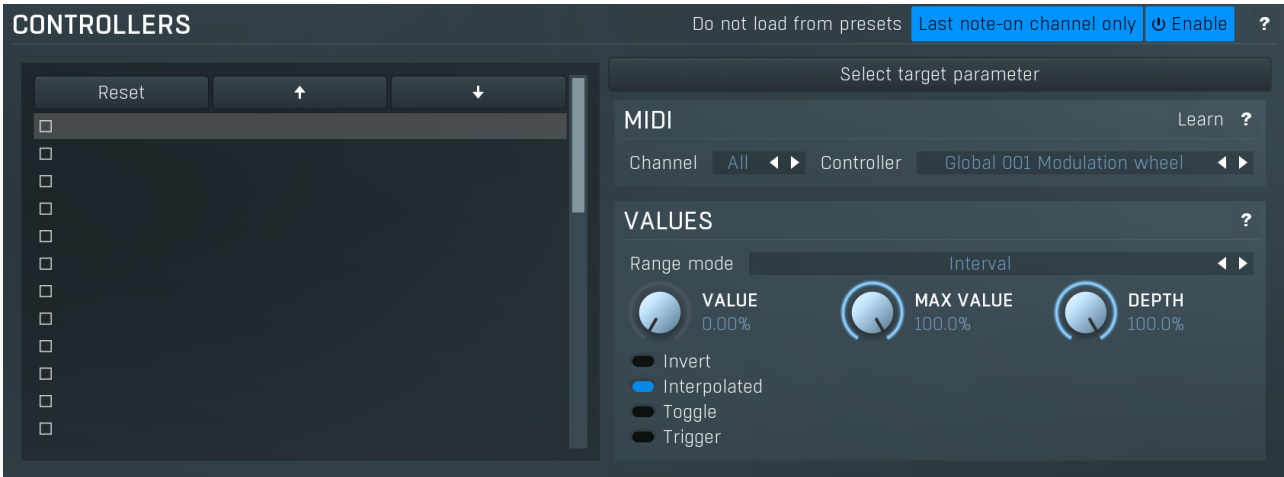 CONTROLLERS
Do not load from presets Last note-on channel only Enable ?
Reset
Select target parameter
MIDI
Learn ?
Channel All Controller Global 001 Modulation wheel
VALUES
?
Range mode Interval
VALUE
0.00%
MAX VALUE
100.0%
DEPTH
100.0%
Invert
Interpolated
Toggle
Trigger